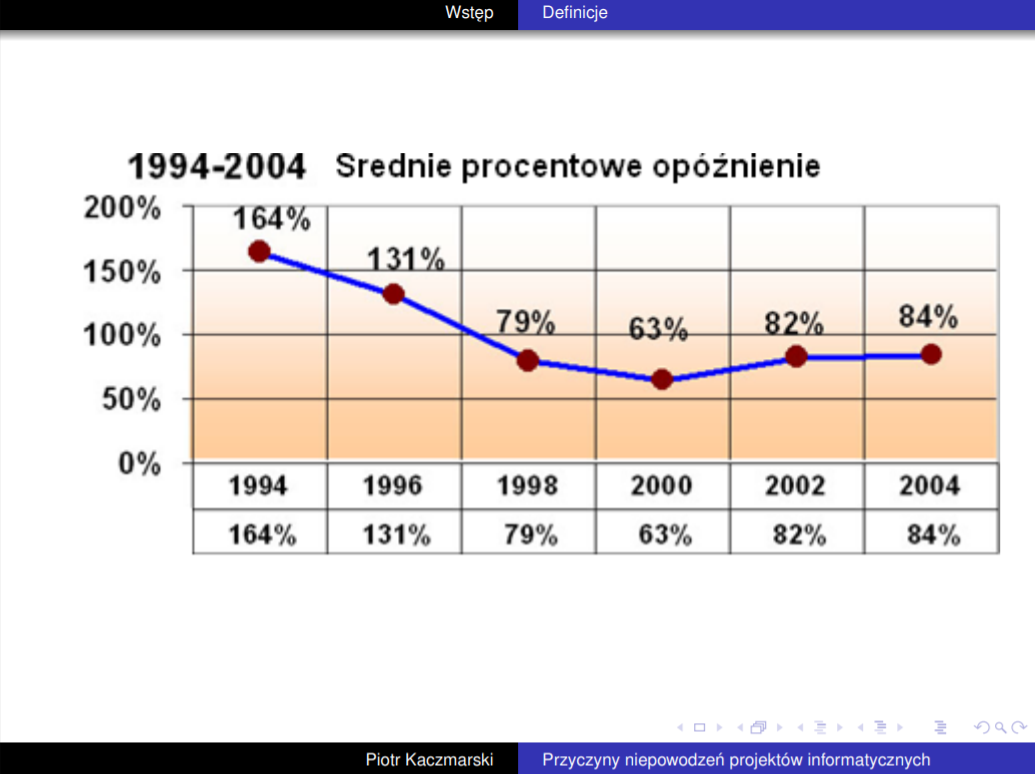 Wstęp Definicje
1994-2004 Srednie procentowe opóźnienie
200%
164%
150%
131%
100%
79% 63% 82% 84%
50%
0%
1994 1996 1998 2000 2002 2004
164% 131% 79% 63% 82% 84%
Piotr Kaczmarski Przyczyny niepowodzeń projektów informatycznych